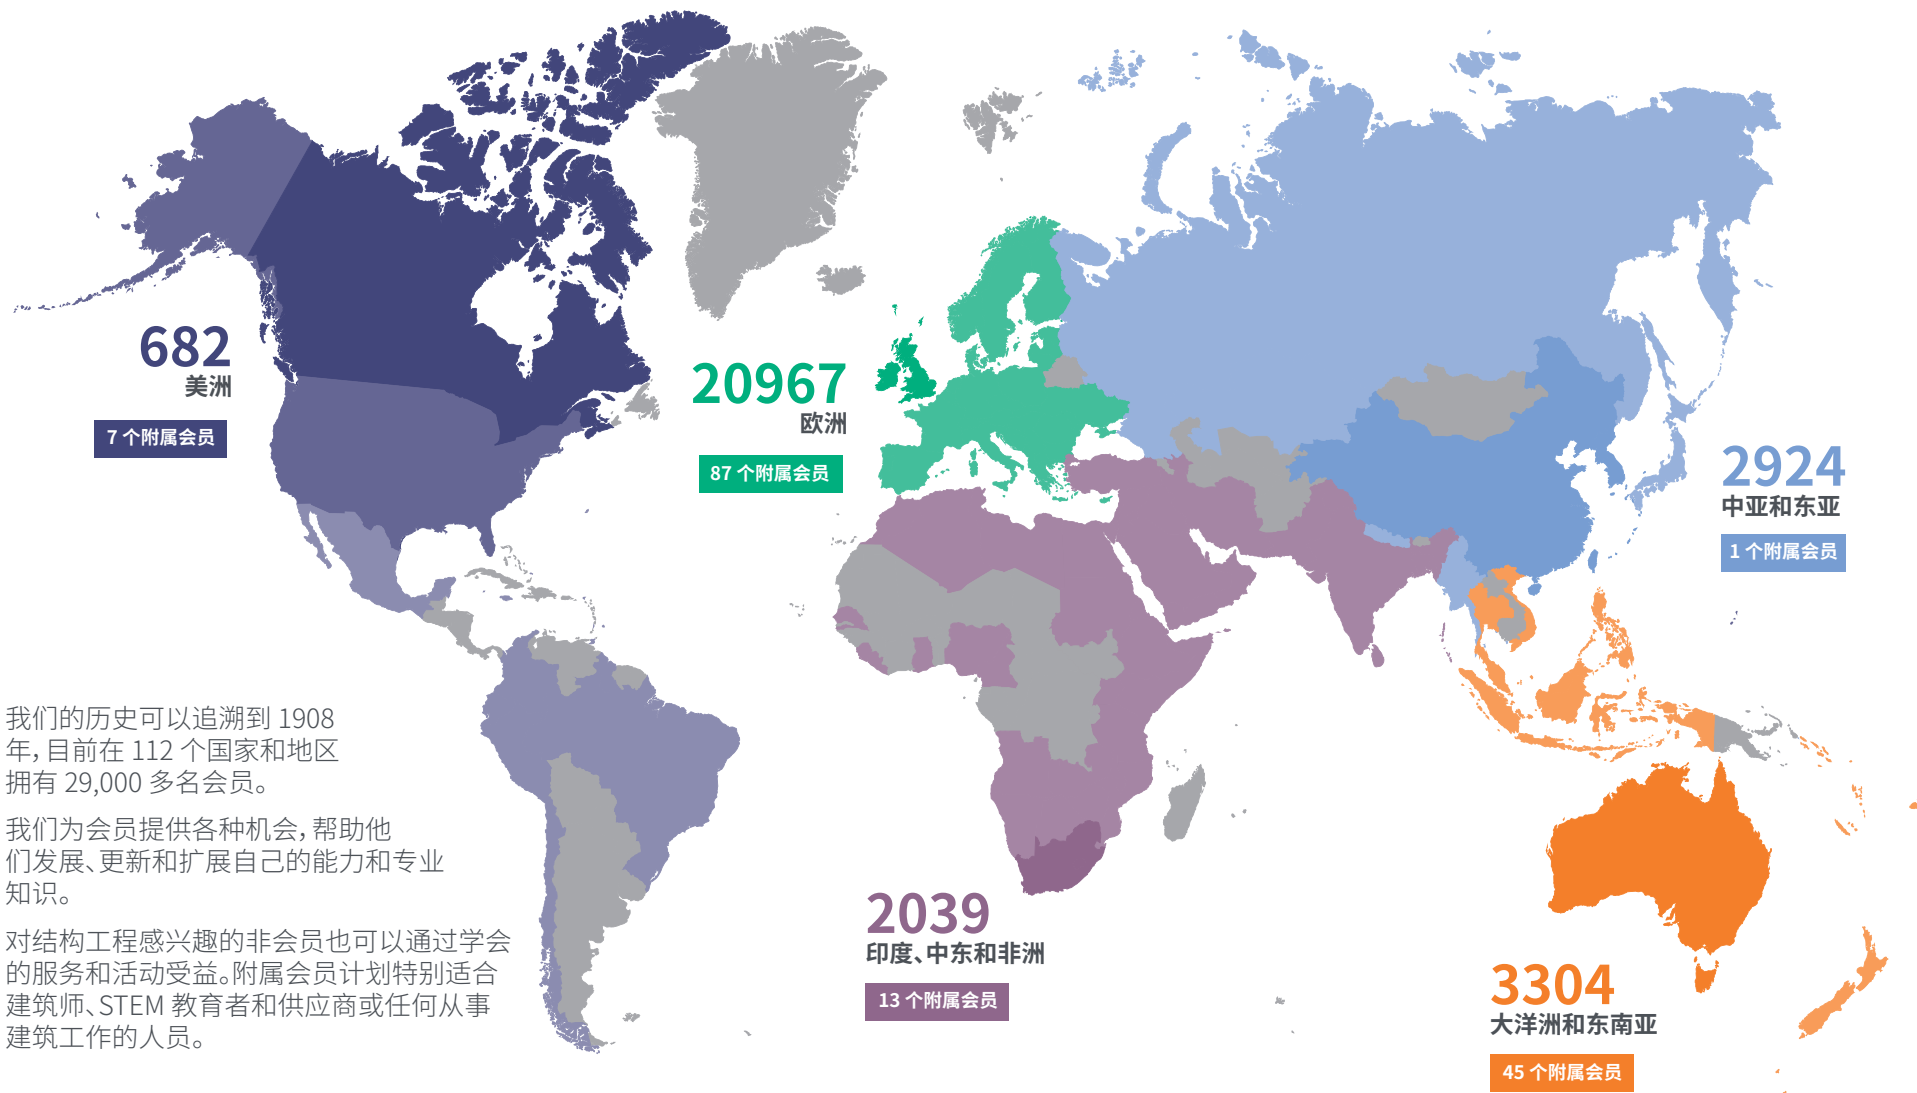 682
美洲
7 个附属会员
20967
欧洲
87 个附属会员
2924
中亚和东亚
1 个附属会员
我们的历史可以追溯到 1908
年，目前在 112 个国家和地区
拥有 29,000 多名会员。
我们为会员提供各种机会，帮助他
们发展、更新和扩展自己的能力和专业
知识。
对结构工程感兴趣的非会员也可以通过学会
的服务和活动受益。附属会员计划特别适合
建筑师、STEM 教育者和供应商或任何从事
建筑工作的人员。
2039
印度、中东和非洲
13 个附属会员
3304
大洋洲和东南亚
45 个附属会员